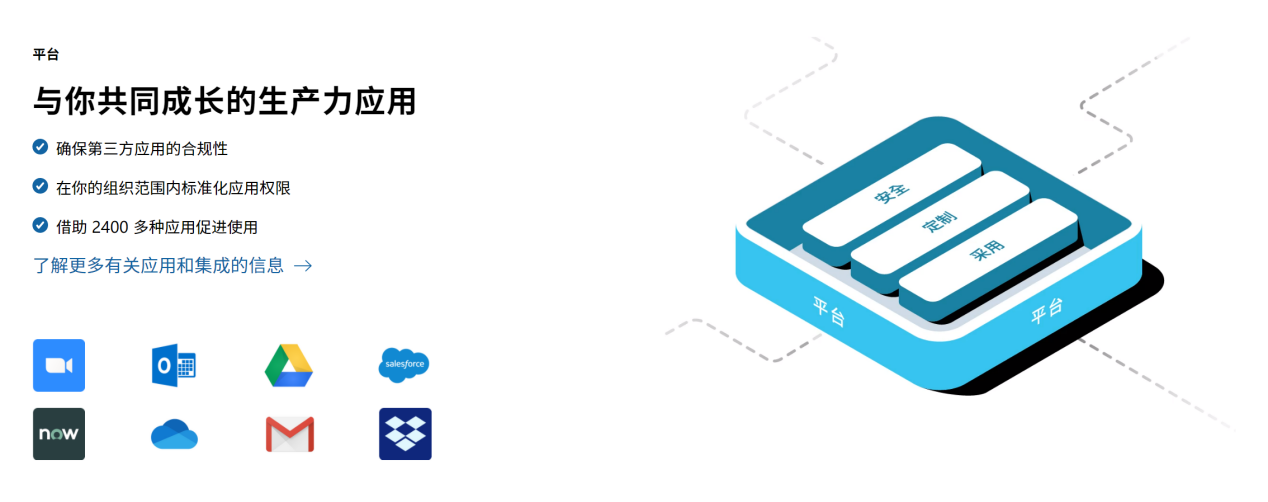 平台
与你共同成长的生产力应用
确保第三方应用的合规性
在你的组织范围内标准化应用权限
借助 2400 多种应用促进使用
了解更多有关应用和集成的信息 →
o
salesforce
now
安全
定制
采用
平台
平台